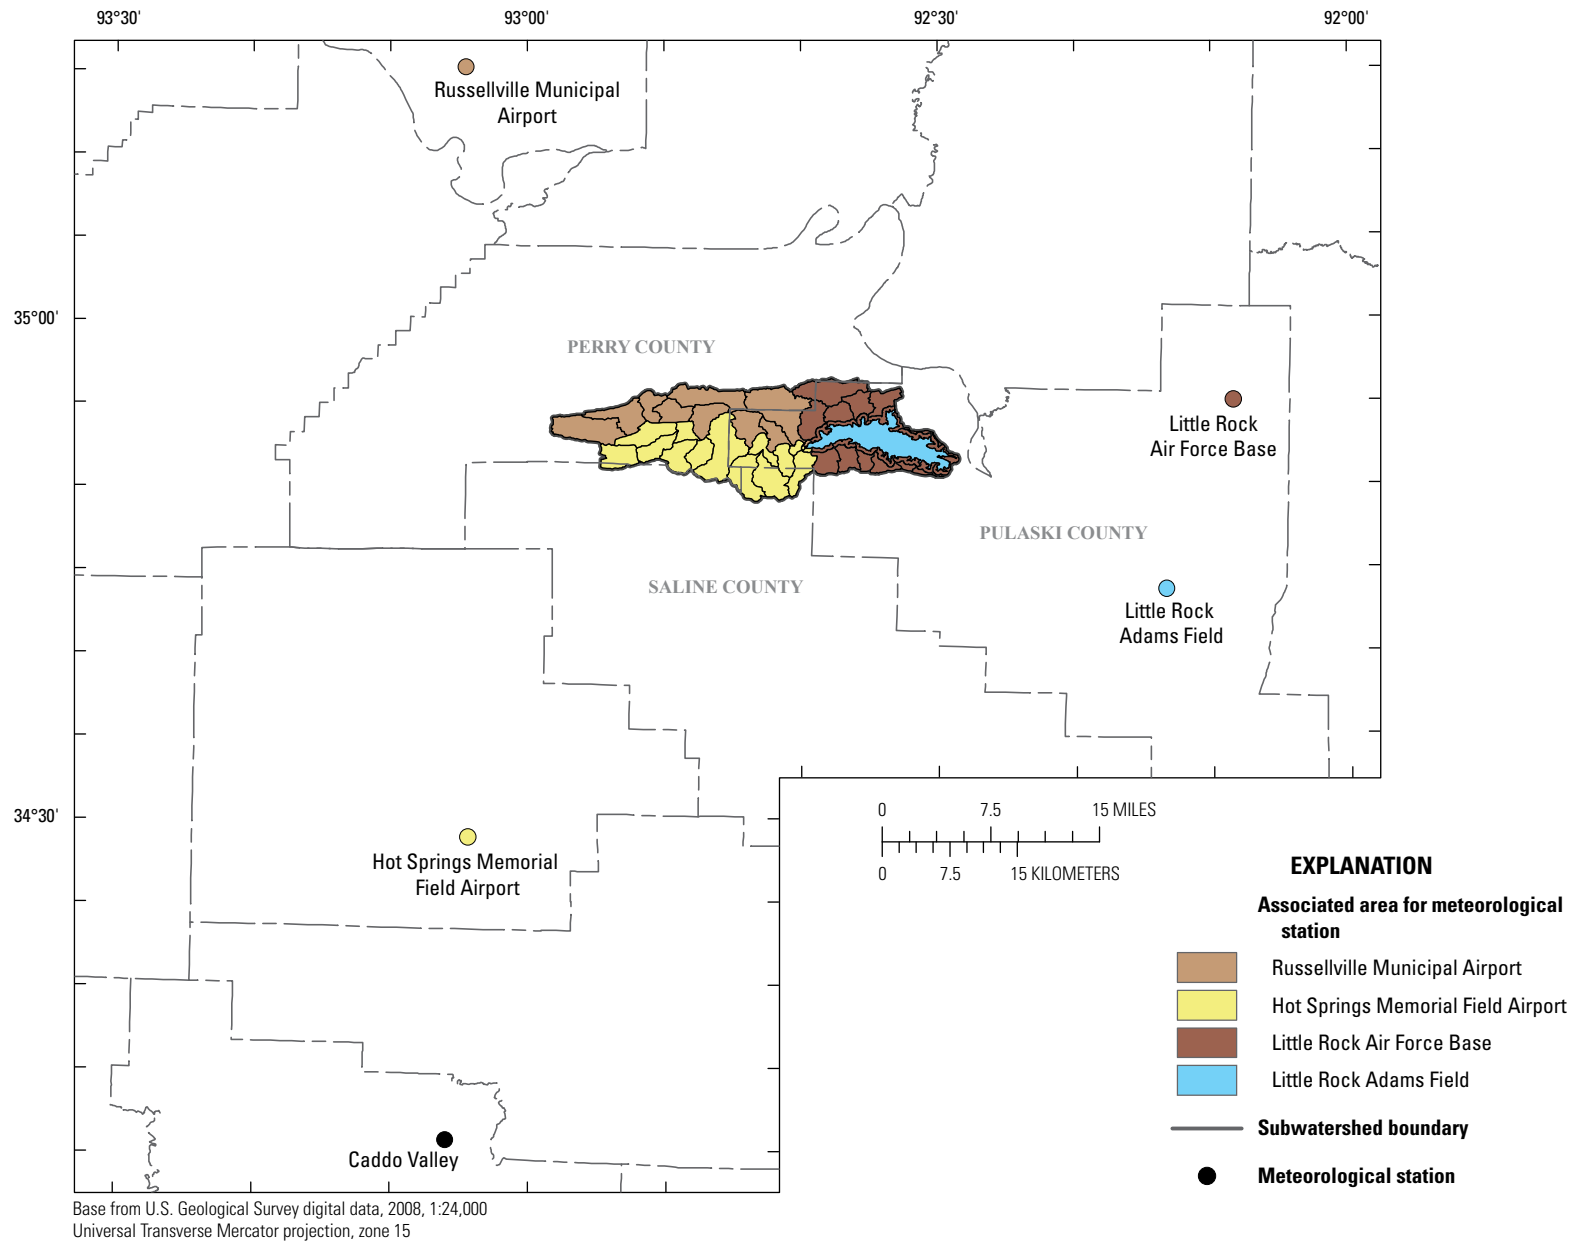 93°30'
93°00'
92°30'
92°00'
Russellville Municipal
Airport
35°00'
PERRY COUNTY
Little Rock
Air Force Base
PULASKI COUNTY
SALINE COUNTY
Little Rock
Adams Field
34°30'
0 7.5 15 MILES
0 7.5 15 KILOMETERS
Hot Springs Memorial
Field Airport
EXPLANATION
Associated area for meteorological
station
Russellville Municipal Airport
Hot Springs Memorial Field Airport
Little Rock Air Force Base
Little Rock Adams Field
Subwatershed boundary
Meteorological station
Caddo Valley
Base from U.S. Geological Survey digital data, 2008, 1:24,000
Universal Transverse Mercator projection, zone 15